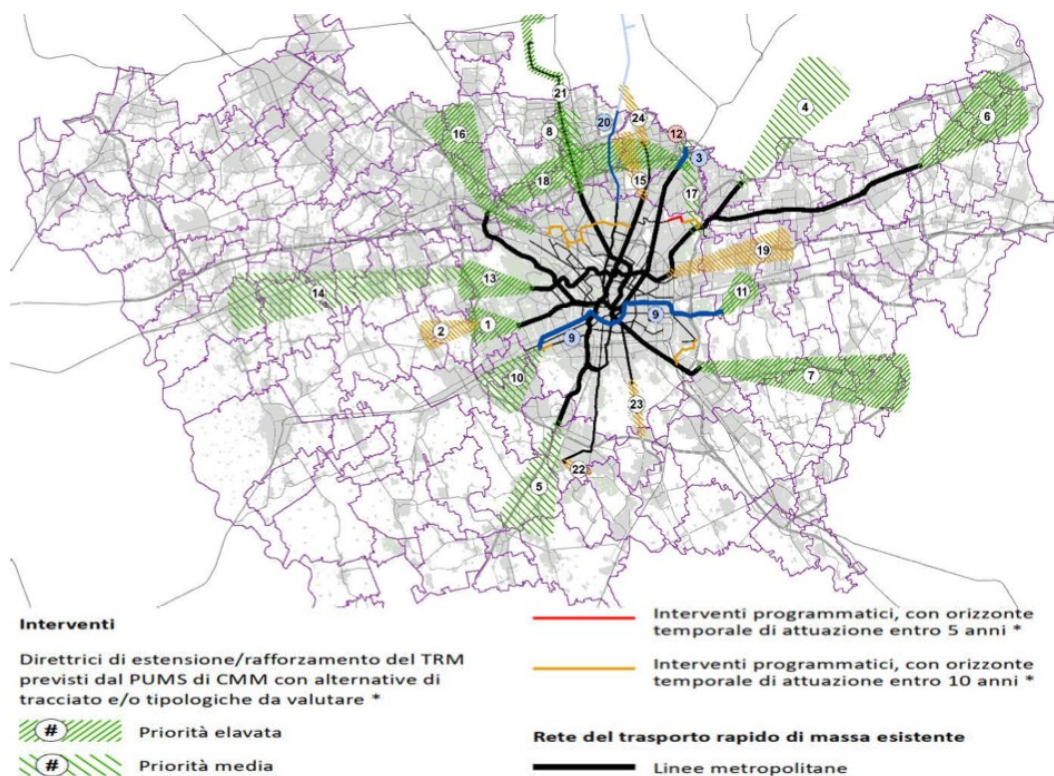 21
4
6
16
8
20
24
12
3
18
15
17
19
13
14
11
9
1
2
9
10
7
23
22
5
Interventi
Direttrici di estensione/rafforzamento del TRM
previsti dal PUMS di CMM con alternative di
tracciato e/o tipologiche da valutare *
# Priorità elavata
# Priorità media
Interventi programmatici, con orizzonte
temporale di attuazione entro 5 anni *
Interventi programmatici, con orizzonte
temporale di attuazione entro 10 anni *
Rete del trasporto rapido di massa esistente
Linee metropolitane